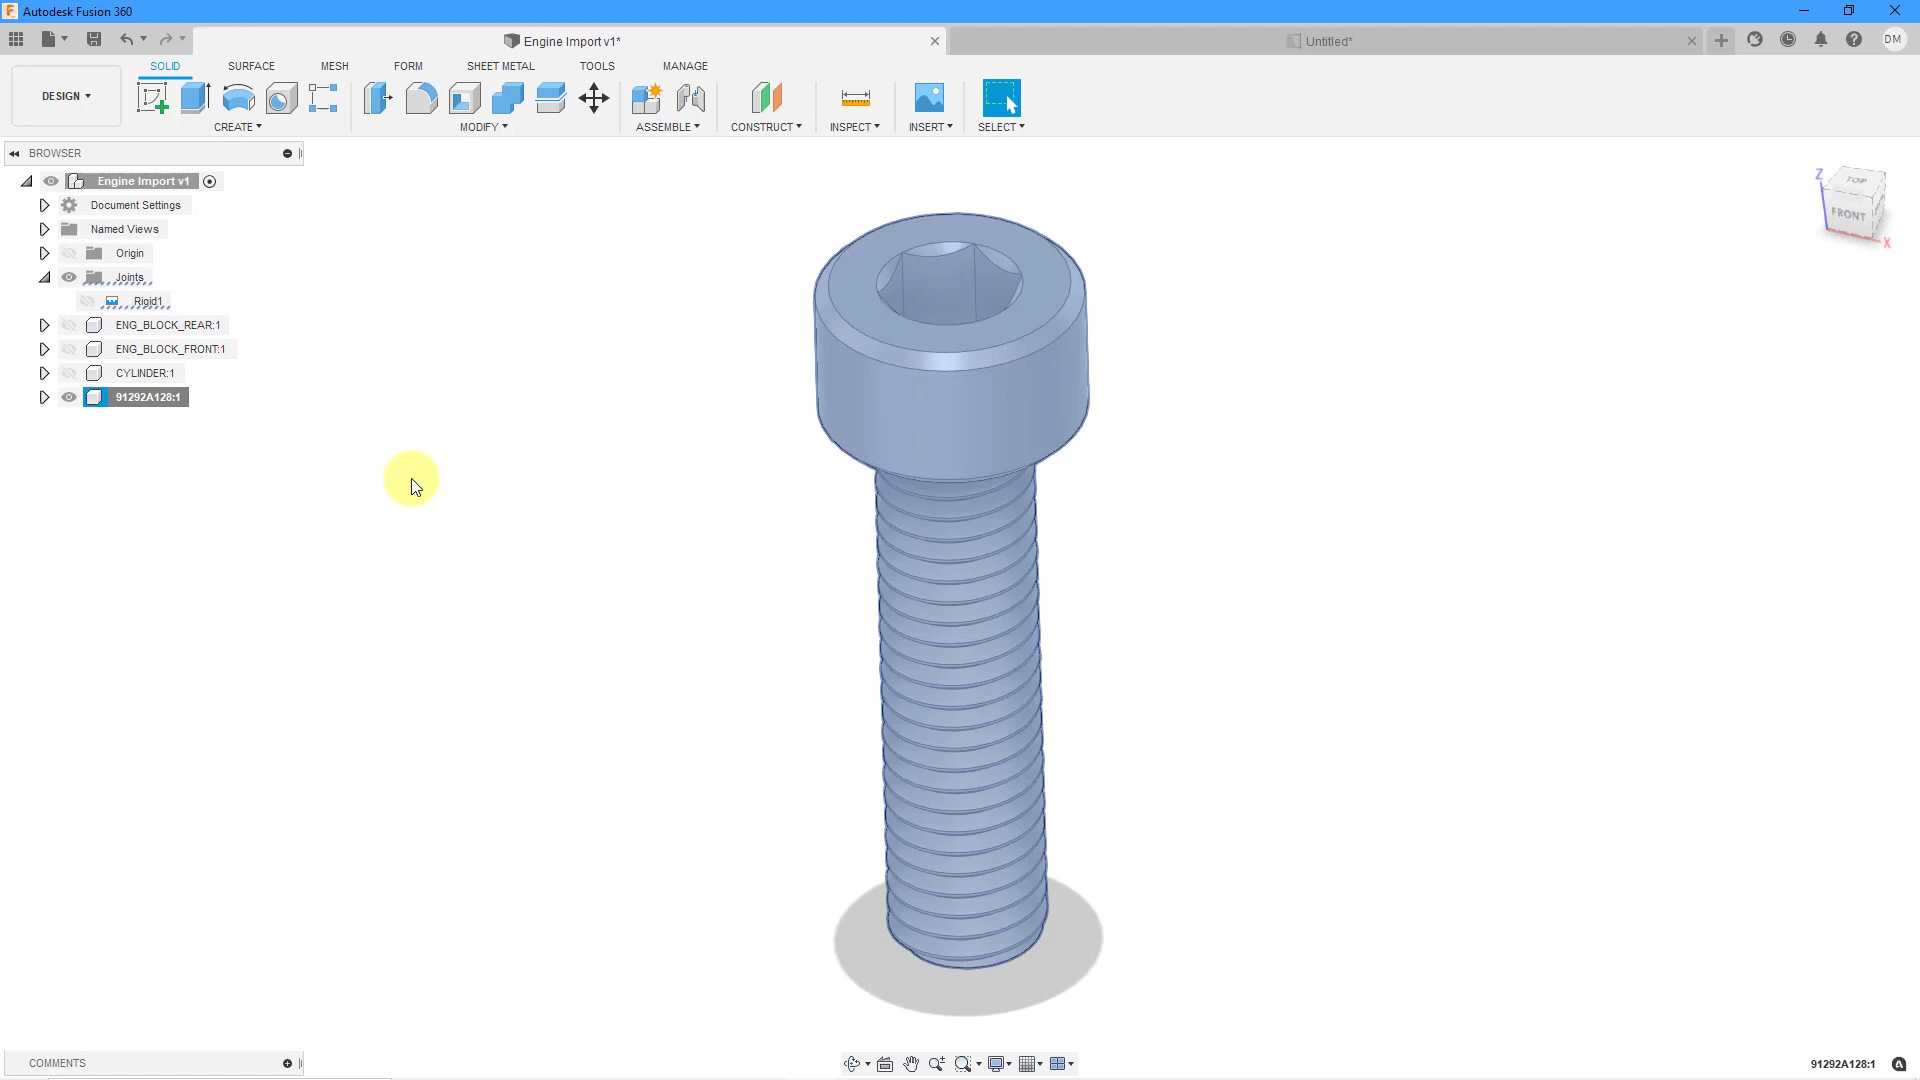 Autodesk Fusion 360
Engine Import v1*
Untitled*
DM
DESIGN
SOLID
SURFACE
MESH
FORM
SHEET METAL
TOOLS
MANAGE
CREATE
MODIFY
ASSEMBLE
CONSTRUCT
INSPECT
INSERT
SELECT
BROWSER
Engine Import v1
Document Settings
Named Views
Origin
Joints
Rigid1
ENG_BLOCK_REAR:1
ENG_BLOCK_FRONT:1
CYLINDER:1
91292A128:1
Z
TOP
FRONT
X
COMMENTS
91292A128:1